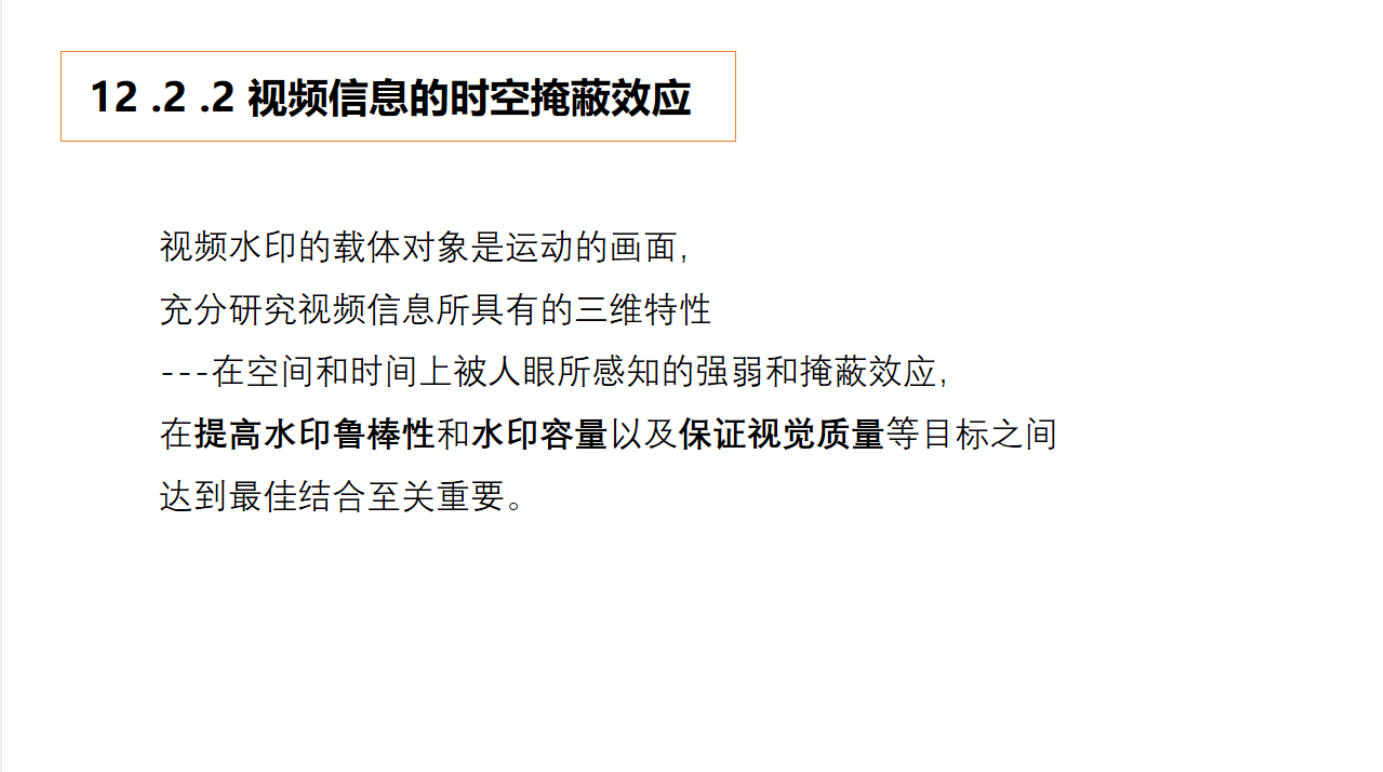 12 .2 .2 视频信息的时空掩蔽效应
视频水印的载体对象是运动的画面,
充分研究视频信息所具有的三维特性
---在空间和时间上被人眼所感知的强弱和掩蔽效应,
在提高水印鲁棒性和水印容量以及保证视觉质量等目标之间
达到最佳结合至关重要。